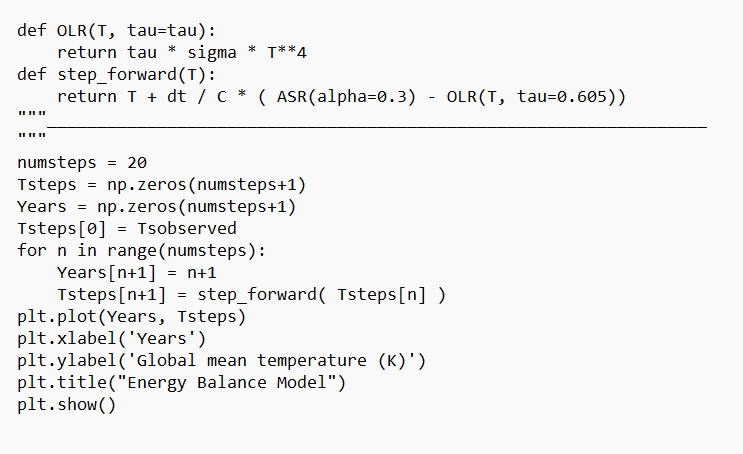 def OLR(T, tau=tau):
    return tau * sigma * T**4
def step_forward(T):
    return T + dt / C * ( ASR(alpha=0.3) - OLR(T, tau=0.605))
"""__________________________________________________________________
"""
numsteps = 20
Tsteps = np.zeros(numsteps+1)
Years = np.zeros(numsteps+1)
Tsteps[0] = Tsobserved
for n in range(numsteps):
    Years[n+1] = n+1
    Tsteps[n+1] = step_forward( Tsteps[n] )
plt.plot(Years, Tsteps)
plt.xlabel('Years')
plt.ylabel('Global mean temperature (K)')
plt.title("Energy Balance Model")
plt.show()